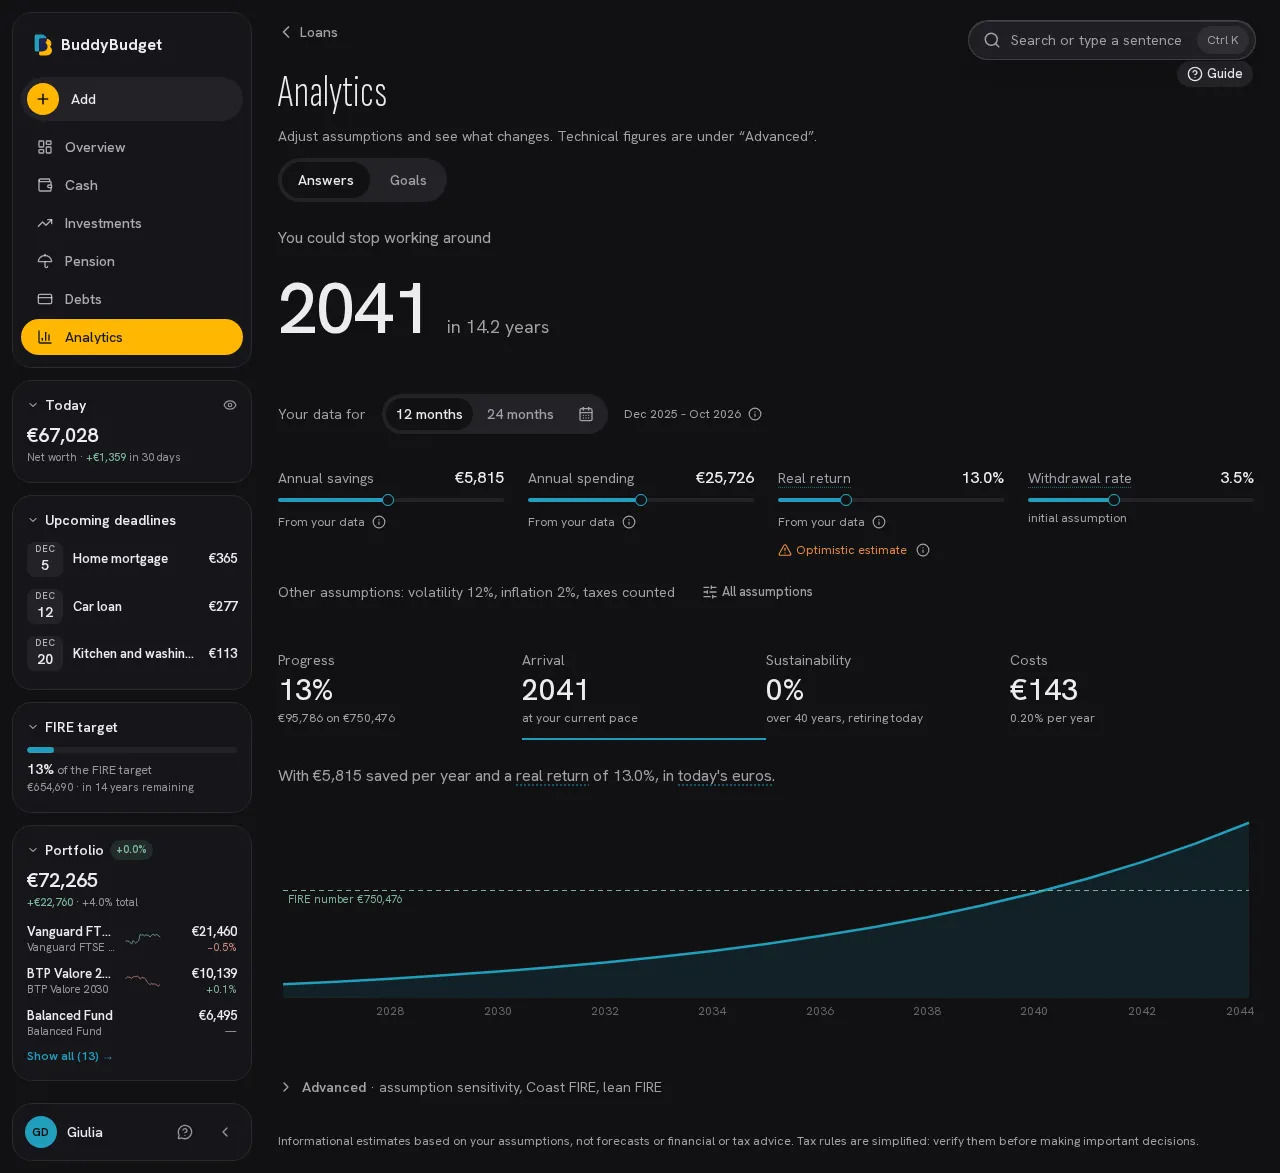 BuddyBudget
Add
Overview
Cash
Investments
Pension
Debts
Analytics
Today
€67,028
Net worth · +€1,359 in 30 days
Upcoming deadlines
DEC
5
Home mortgage
€365
DEC
12
Car loan
€277
DEC
20
Kitchen and washin...
€113
FIRE target
13% of the FIRE target
€654,690 · in 14 years remaining
Portfolio
+0.0%
€72,265
+€22,760 · +4.0% total
Vanguard FT...
€21,460
Vanguard FTSE ...
−0.5%
BTP Valore 2...
€10,139
BTP Valore 2030
+0.1%
Balanced Fund
€6,495
Balanced Fund
—
Show all (13) →
GD
Giulia
Loans
Search or type a sentence
Ctrl K
Guide
Analytics
Adjust assumptions and see what changes. Technical figures are under “Advanced”.
Answers
Goals
You could stop working around
2041 in 14.2 years
Your data for
12 months
24 months
Dec 2025 – Oct 2026
Annual savings
€5,815
From your data
Annual spending
€25,726
From your data
Real return
13.0%
From your data
Optimistic estimate
Withdrawal rate
3.5%
initial assumption
Other assumptions: volatility 12%, inflation 2%, taxes counted
All assumptions
Progress
13%
€95,786 on €750,476
Arrival
2041
at your current pace
Sustainability
0%
over 40 years, retiring today
Costs
€143
0.20% per year
With €5,815 saved per year and a real return of 13.0%, in today's euros.
FIRE number €750,476
2028
2030
2032
2034
2036
2038
2040
2042
2044
Advanced · assumption sensitivity, Coast FIRE, lean FIRE
Informational estimates based on your assumptions, not forecasts or financial or tax advice. Tax rules are simplified: verify them before making important decisions.